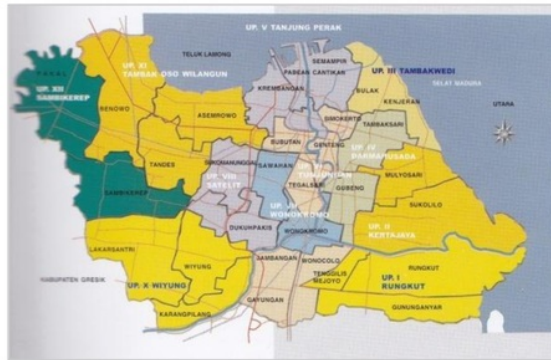 UP. V TANJUNG PERAK
TELUK LAMONG
SEMAMPIR
UP. XI
TAMBAK OSO WILANGUN
PABEAN CANTIKAN
KREMBANGAN
UP. III TAMBAKWEDI
PAKAL
UP. XII
SAMBIKEREP
BULAK
SELAT MADURA
KENJERAN
UTARA
BENOWO
ASEMROWO
SIMOKERTO
TAMBAKSARI
BUBUTAN
GENTENG
UP. IV
DARMAHUSADA
TANDES
SUKOMANUNGGAL
SAWAHAN
TUNJUNGAN
MULYOSARI
UP. VIII
SATELIT
TEGALSARI
GUBENG
SAMBIKEREP
SUKOLILO
WONOKROMO
UP. II
KERTAJAYA
DUKUHPAKIS
WONOKROMO
LAKARSANTRI
WIYUNG
JAMBANGAN
WONOCOLO
RUNGKUT
KABUPATEN GRESIK
TENGGILIS
MEJOYO
UP. X WIYUNG
UP. I
RUNGKUT
GAYUNGAN
KARANGPILANG
GUNUNGANYAR